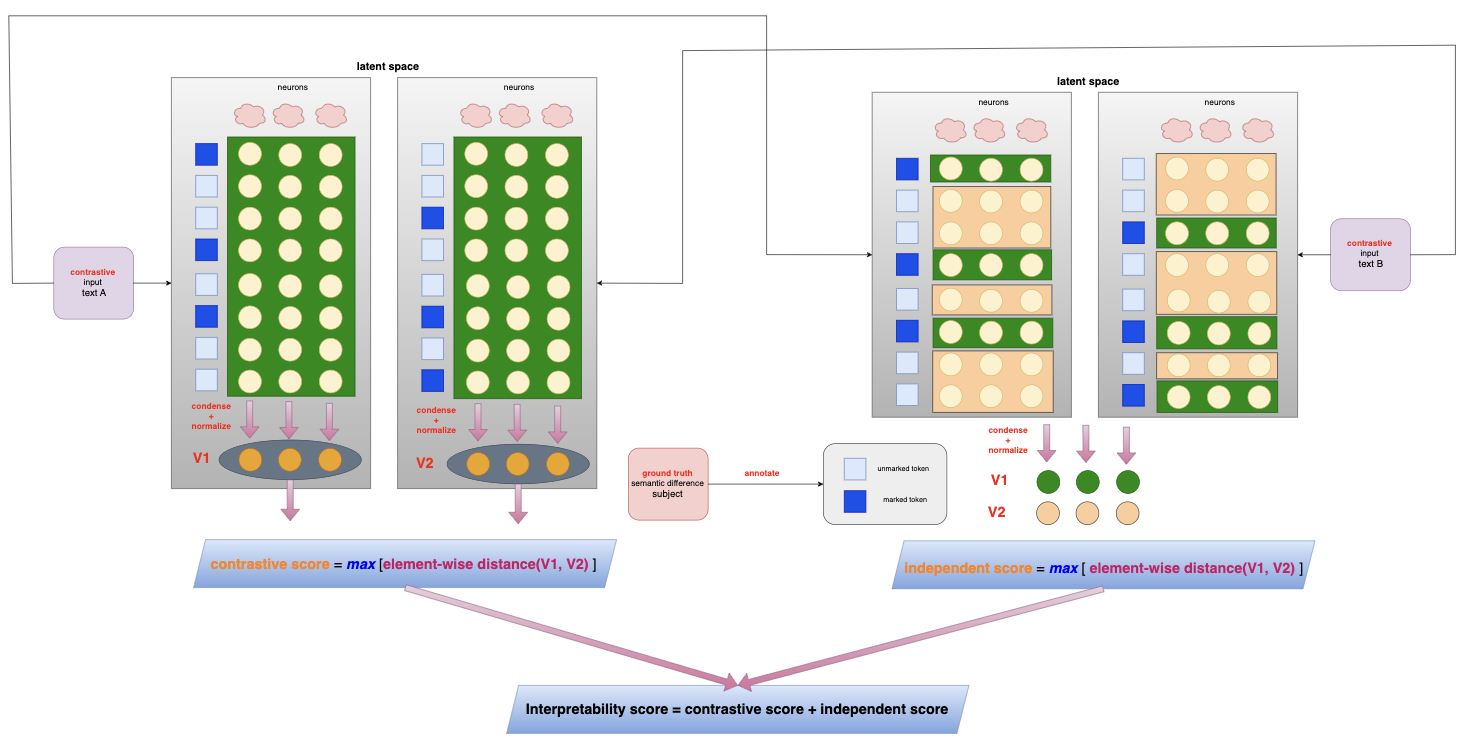 latent space
neurons
neurons
contrastive
input
text A
condense
+
normalize
V1
condense
+
normalize
V2
contrastive score = max [element-wise distance(V1, V2) ]
ground truth
semantic difference
subject
annotate
unmarked token
marked token
latent space
neurons
neurons
contrastive
input
text B
condense
+
normalize
V1
V2
independent score = max [ element-wise distance(V1, V2) ]
Interpretability score = contrastive score + independent score